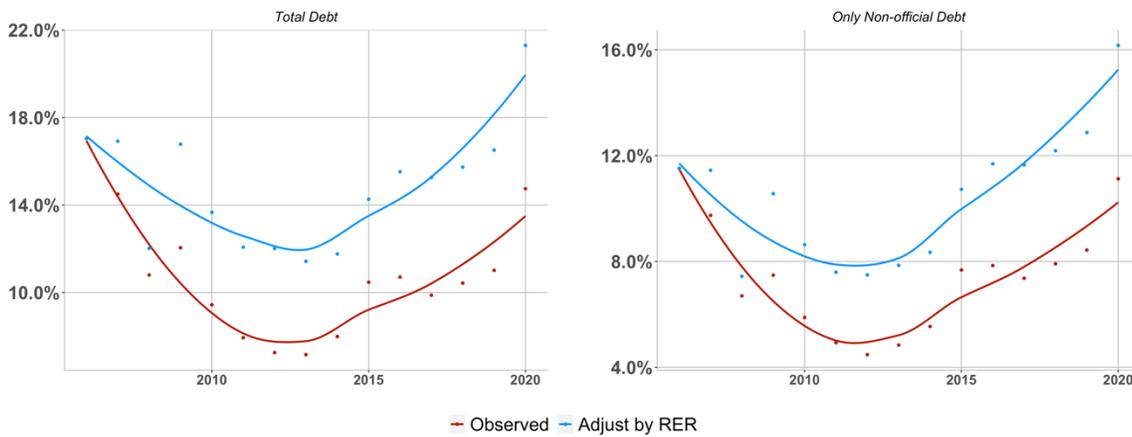 Total Debt
22.0%
18.0%
14.0%
10.0%
2010 2015 2020
Only Non-official Debt
16.0%
12.0%
8.0%
4.0%
2010 2015 2020
Observed Adjust by RER